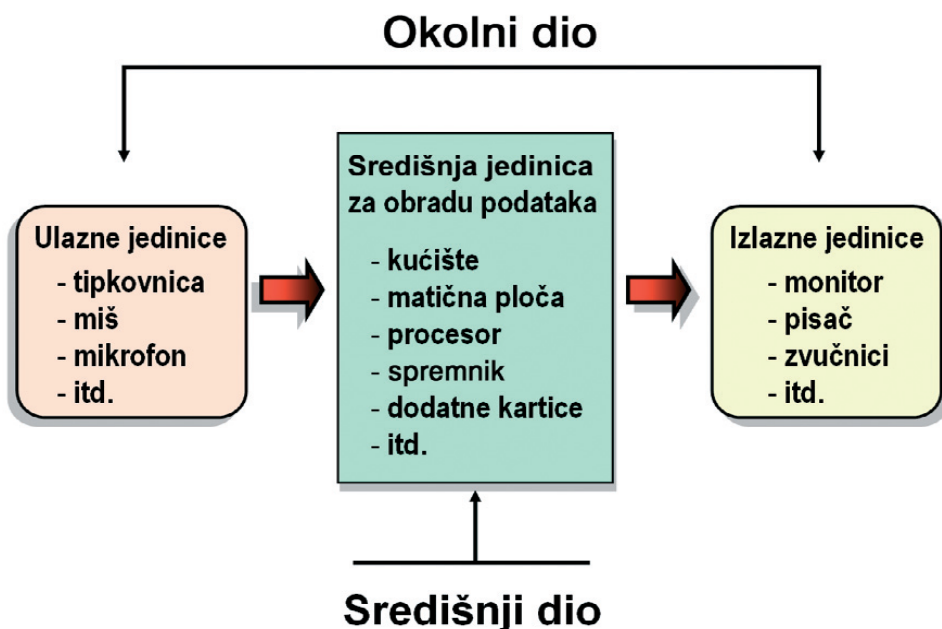 Okolni dio
Ulazne jedinice
- tipkovnica
- miš
- mikrofon
- itd.
Središnja jedinica
za obradu podataka
- kućište
- matična ploča
- procesor
- spremnik
- dodatne kartice
- itd.
Izlazne jedinice
- monitor
- pisač
- zvučnici
- itd.
Središnji dio